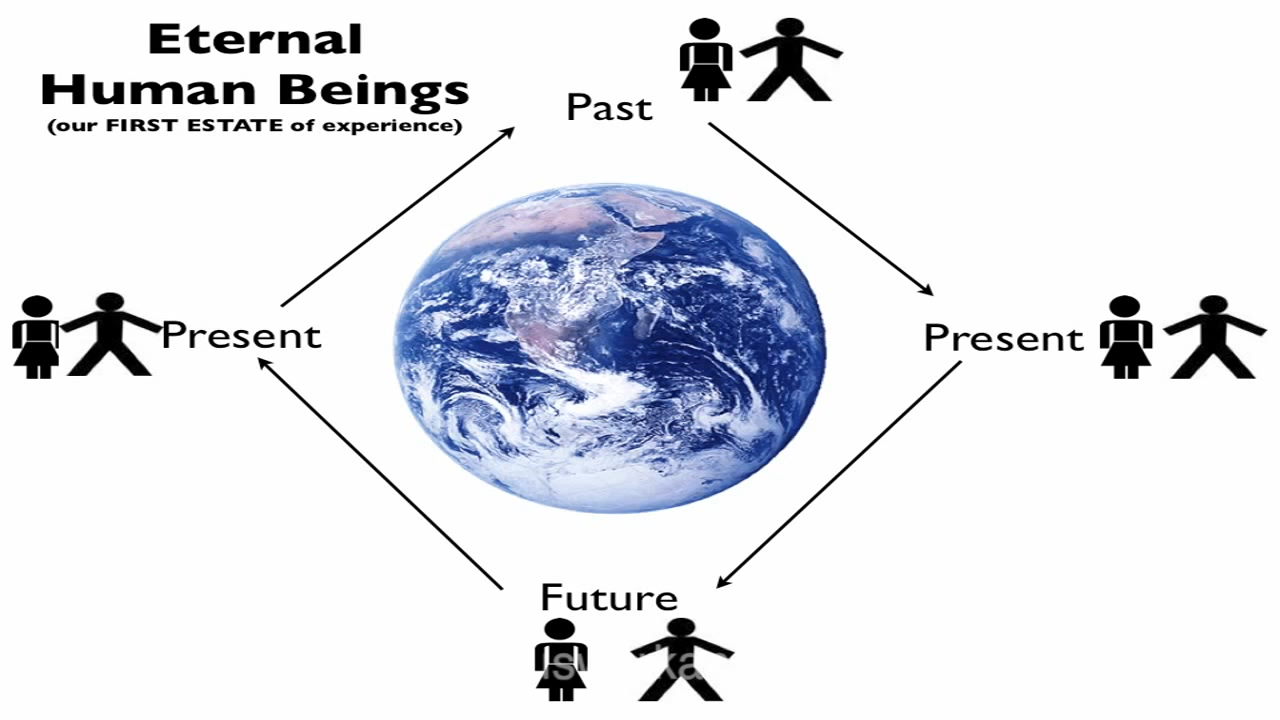 Eternal
Human Beings
(our FIRST ESTATE of experience)
Past
Present
Present
Future